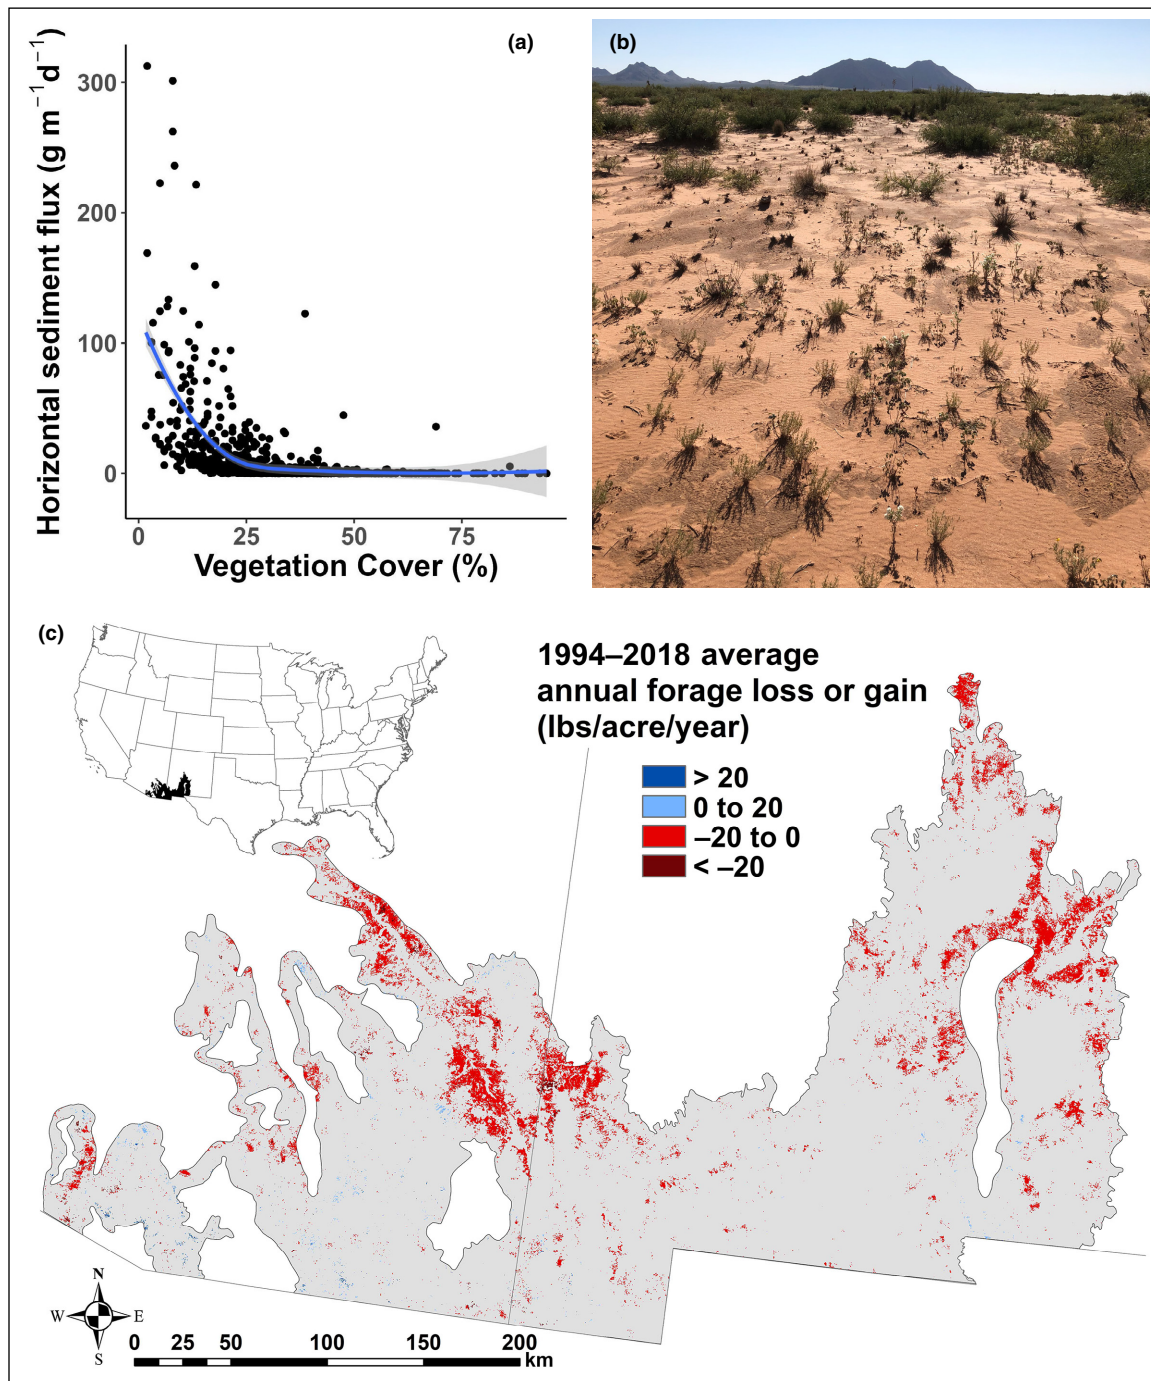 (a)
Horizontal sediment flux (g m⁻¹d⁻¹)
300
200
100
0
0
25
50
75
Vegetation Cover (%)
(b)
(c)
1994–2018 average
annual forage loss or gain
(lbs/acre/year)
> 20
0 to 20
–20 to 0
< –20
N
W
E
S
0 25 50 100 150 200
km